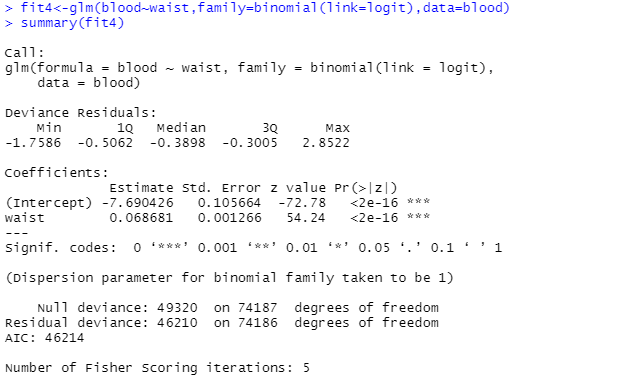 > fit4<-glm(blood~waist,family=binomial(link=logit),data=blood)
> summary(fit4)
Call:
glm(formula = blood ~ waist, family = binomial(link = logit),
    data = blood)
Deviance Residuals:
    Min       1Q   Median       3Q      Max
-1.7586  -0.5062  -0.3898  -0.3005   2.8522
Coefficients:
             Estimate Std. Error z value Pr(>|z|)
(Intercept) -7.690426   0.105664  -72.78   <2e-16 ***
waist        0.068681   0.001266   54.24   <2e-16 ***
---
Signif. codes:  0 ‘***’ 0.001 ‘**’ 0.01 ‘*’ 0.05 ‘.’ 0.1 ‘ ’ 1
(Dispersion parameter for binomial family taken to be 1)
    Null deviance: 49320  on 74187  degrees of freedom
Residual deviance: 46210  on 74186  degrees of freedom
AIC: 46214
Number of Fisher Scoring iterations: 5